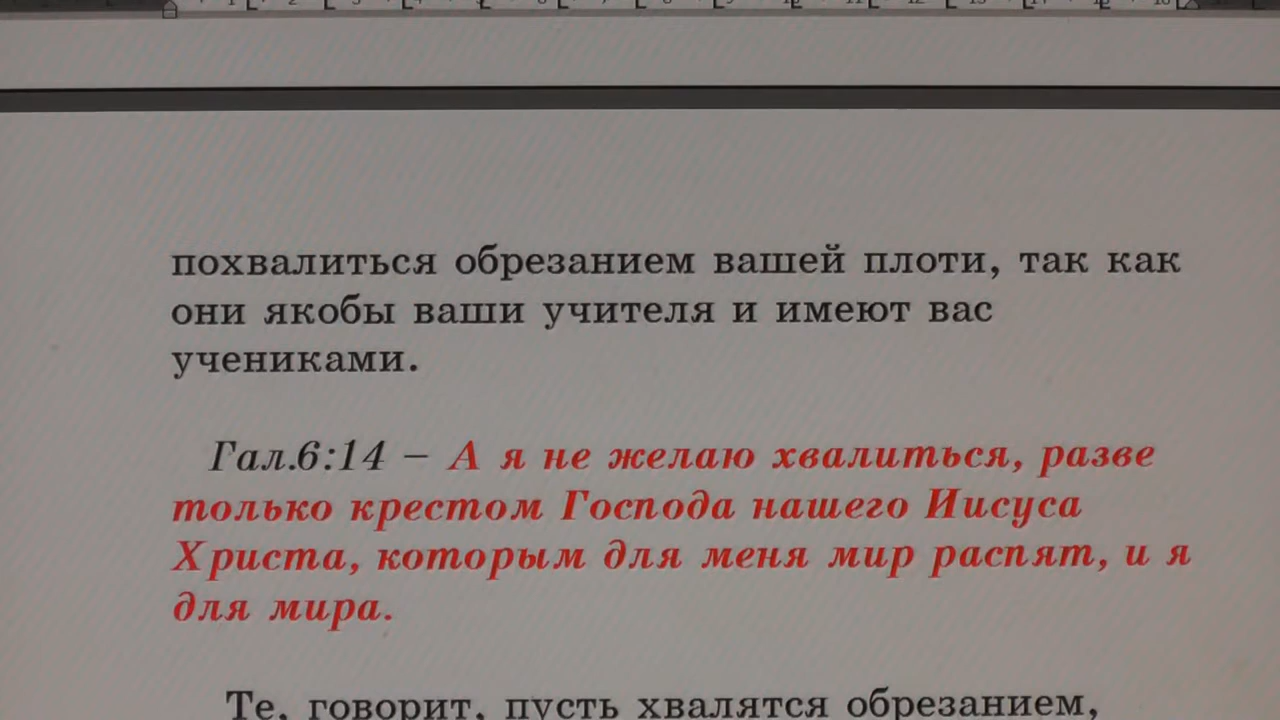 похвалиться обрезанием вашей плоти, так как
они якобы ваши учителя и имеют вас
учениками.
Гал.6:14 – А я не желаю хвалиться, разве
только крестом Господа нашего Иисуса
Христа, которым для меня мир распят, и я
для мира.
Те, говорит, пусть хвалятся обрезанием,